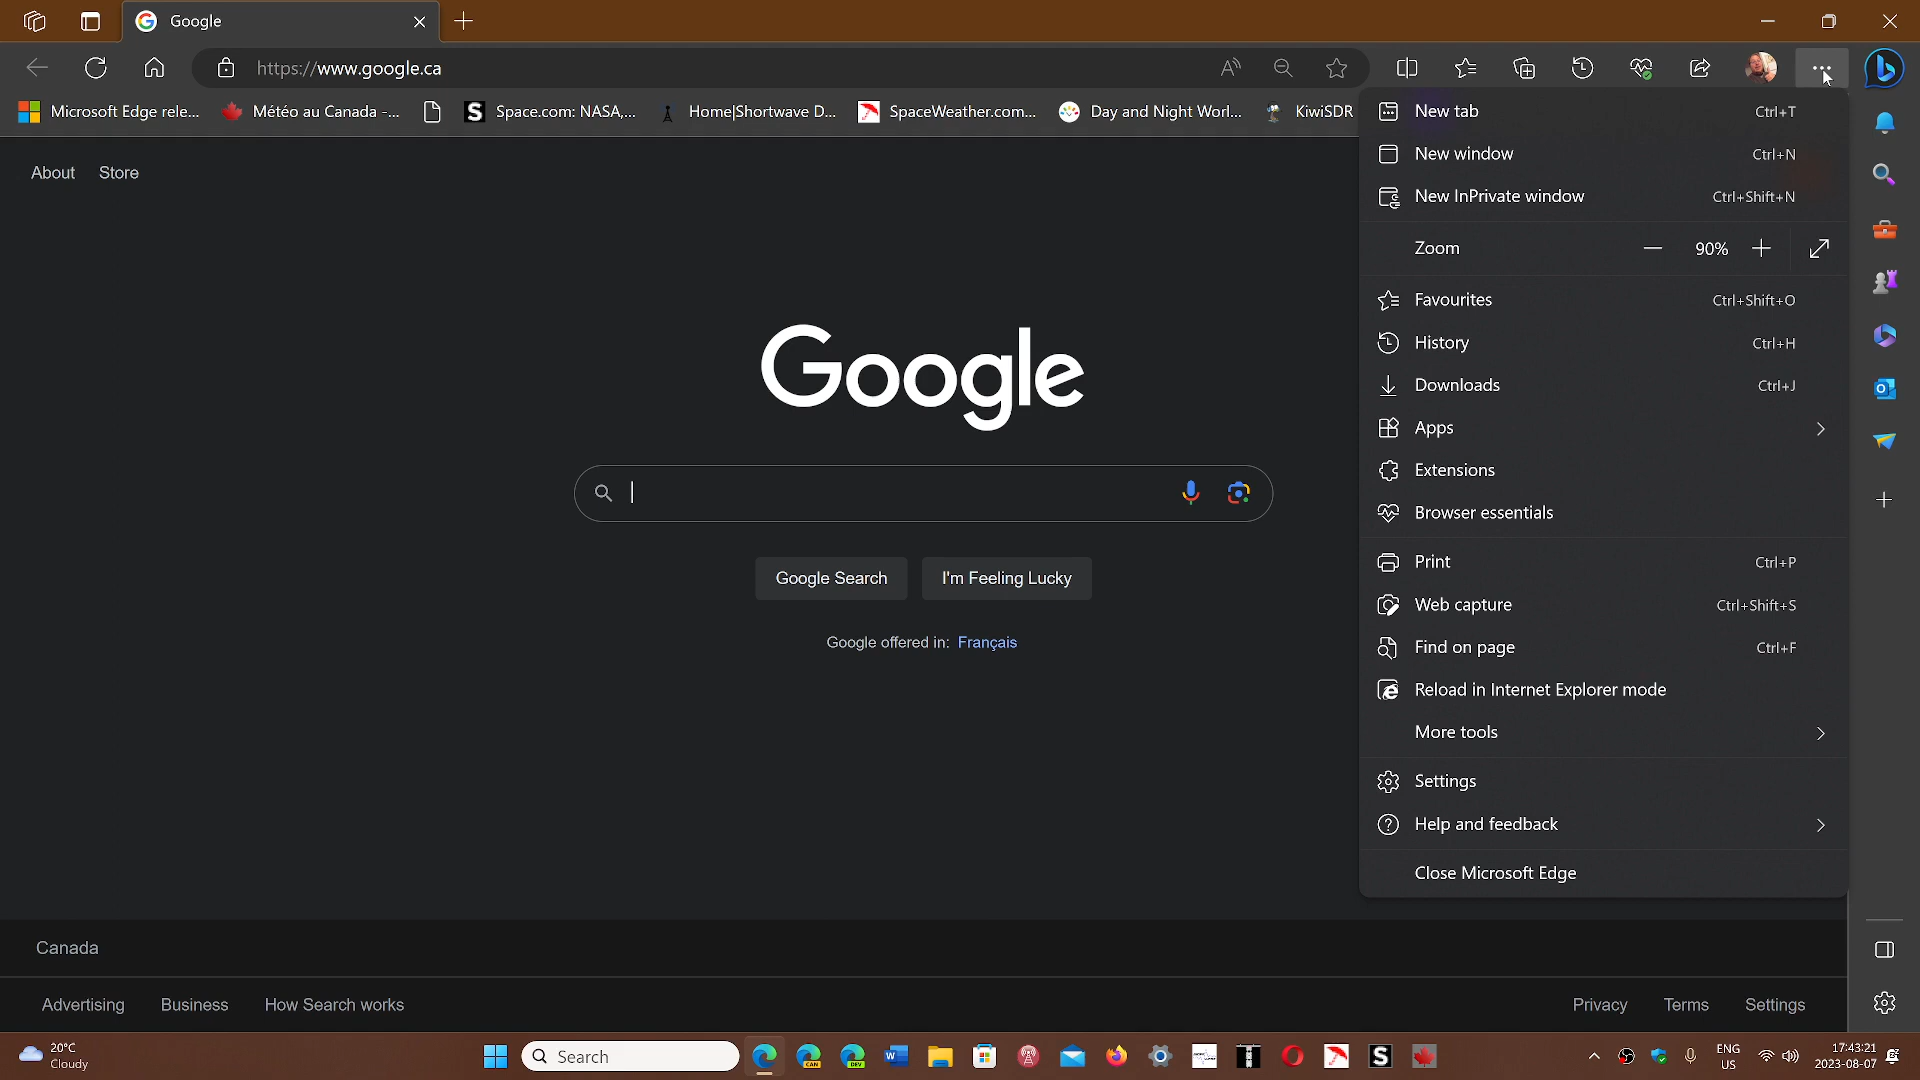 Google
https://www.google.ca
Microsoft Edge rele...
Météo au Canada -...
Space.com: NASA,...
Home|Shortwave D...
SpaceWeather.com...
Day and Night Worl...
KiwiSDR
About Store
Google
Google Search I'm Feeling Lucky
Google offered in: Français
New tab Ctrl+T
New window Ctrl+N
New InPrivate window Ctrl+Shift+N
Zoom 90%
Favourites Ctrl+Shift+O
History Ctrl+H
Downloads Ctrl+J
Apps
Extensions
Browser essentials
Print Ctrl+P
Web capture Ctrl+Shift+S
Find on page Ctrl+F
Reload in Internet Explorer mode
More tools
Settings
Help and feedback
Close Microsoft Edge
Canada
Advertising Business How Search works Privacy Terms Settings
20°C
Cloudy
Search
CAN
DEV
ENG
US
17:43:21
2023-08-07